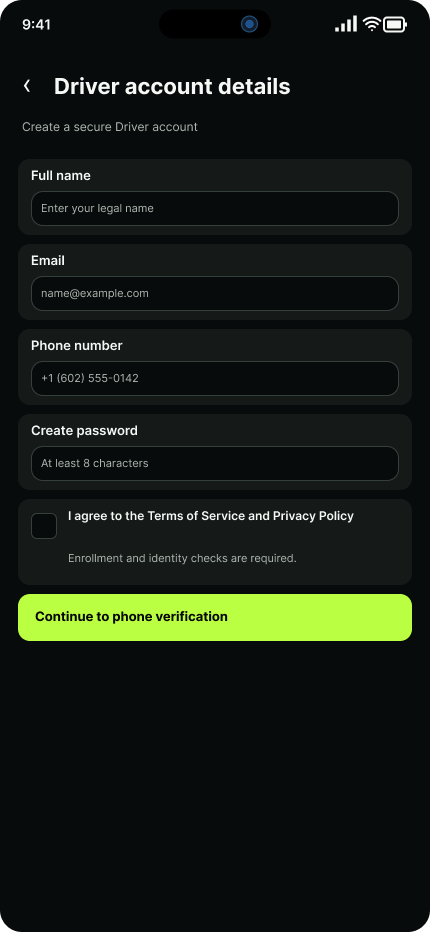 9:41
Driver account details
Create a secure Driver account
Full name
Enter your legal name
Email
name@example.com
Phone number
+1 (602) 555-0142
Create password
At least 8 characters
I agree to the Terms of Service and Privacy Policy
Enrollment and identity checks are required.
Continue to phone verification